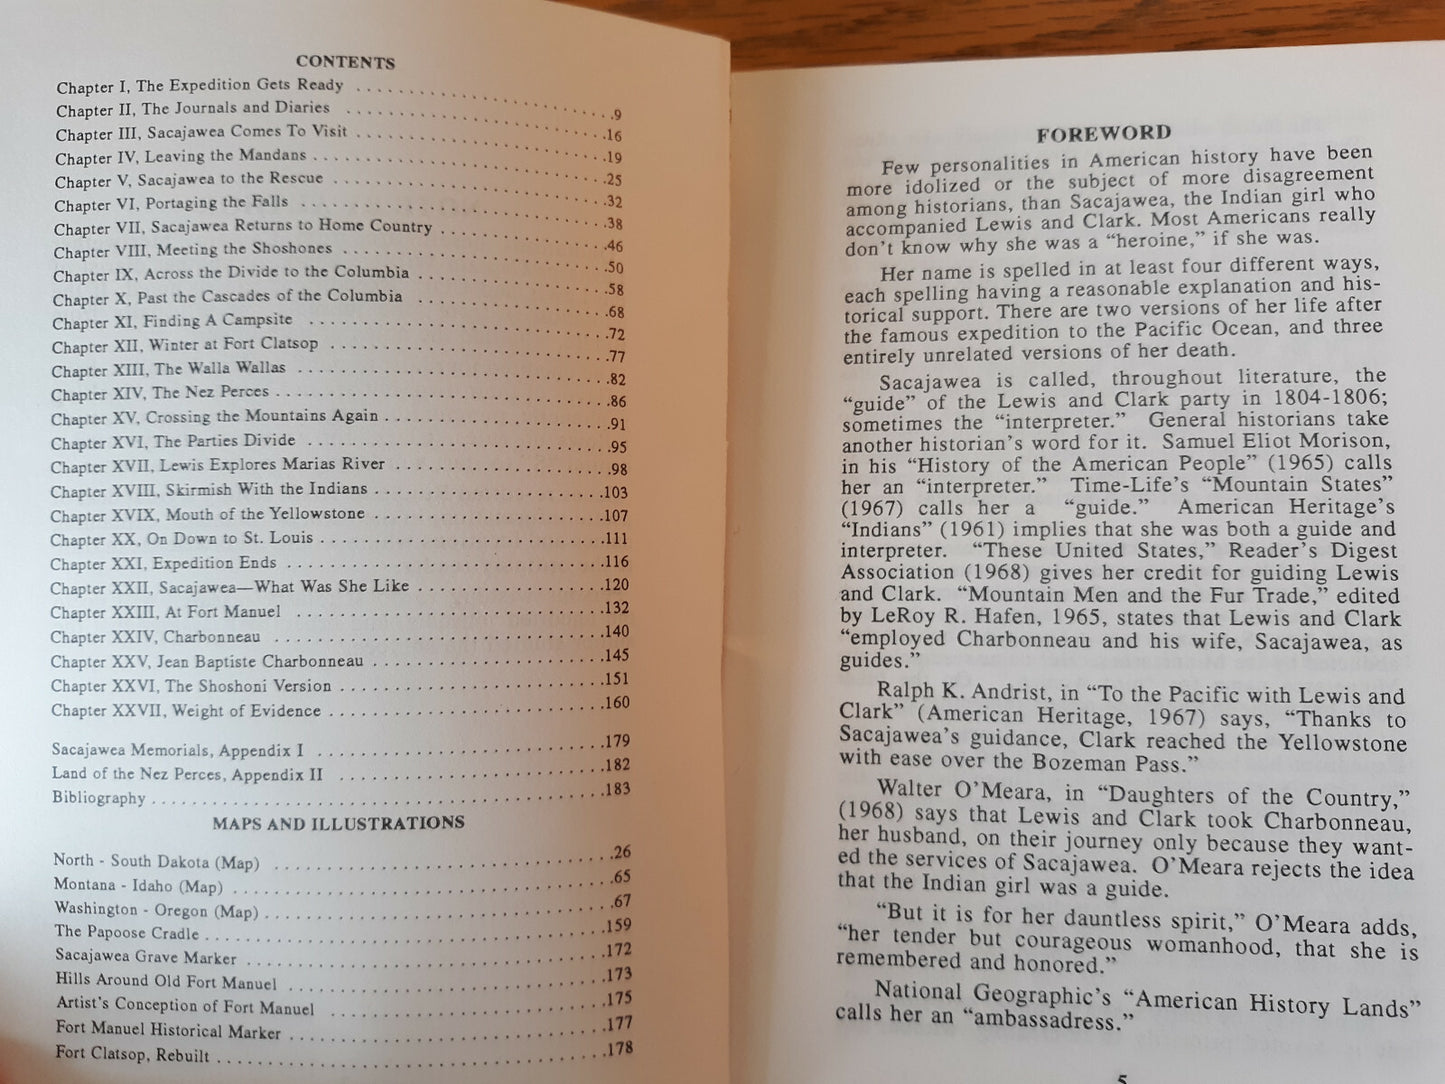 CONTENTS
Chapter I, The Expedition Gets Ready . . . . . . . . . . . . . . . . . . . . . . . .9
Chapter II, The Journals and Diaries . . . . . . . . . . . . . . . . . . . . . . . .16
Chapter III, Sacajawea Comes To Visit . . . . . . . . . . . . . . . . . . . . . . .19
Chapter IV, Leaving the Mandans . . . . . . . . . . . . . . . . . . . . . . . . . .25
Chapter V, Sacajawea to the Rescue . . . . . . . . . . . . . . . . . . . . . . . .32
Chapter VI, Portaging the Falls . . . . . . . . . . . . . . . . . . . . . . . . . .38
Chapter VII, Sacajawea Returns to Home Country . . . . . . . . . . . . . . .46
Chapter VIII, Meeting the Shoshones . . . . . . . . . . . . . . . . . . . . . . .50
Chapter IX, Across the Divide to the Columbia . . . . . . . . . . . . . . . . .58
Chapter X, Past the Cascades of the Columbia . . . . . . . . . . . . . . . . .68
Chapter XI, Finding A Campsite . . . . . . . . . . . . . . . . . . . . . . . . . .72
Chapter XII, Winter at Fort Clatsop . . . . . . . . . . . . . . . . . . . . . . . .77
Chapter XIII, The Walla Wallas . . . . . . . . . . . . . . . . . . . . . . . . . . .82
Chapter XIV, The Nez Perces . . . . . . . . . . . . . . . . . . . . . . . . . . . .86
Chapter XV, Crossing the Mountains Again . . . . . . . . . . . . . . . . . . .91
Chapter XVI, The Parties Divide . . . . . . . . . . . . . . . . . . . . . . . . . .95
Chapter XVII, Lewis Explores Marias River . . . . . . . . . . . . . . . . . . .98
Chapter XVIII, Skirmish With the Indians . . . . . . . . . . . . . . . . . . . .103
Chapter XVIX, Mouth of the Yellowstone . . . . . . . . . . . . . . . . . . . .107
Chapter XX, On Down to St. Louis . . . . . . . . . . . . . . . . . . . . . . . .111
Chapter XXI, Expedition Ends . . . . . . . . . . . . . . . . . . . . . . . . . . .116
Chapter XXII, Sacajawea—What Was She Like . . . . . . . . . . . . . . . . .120
Chapter XXIII, At Fort Manuel . . . . . . . . . . . . . . . . . . . . . . . . . . .132
Chapter XXIV, Charbonneau . . . . . . . . . . . . . . . . . . . . . . . . . . . .140
Chapter XXV, Jean Baptiste Charbonneau . . . . . . . . . . . . . . . . . . . .145
Chapter XXVI, The Shoshoni Version . . . . . . . . . . . . . . . . . . . . . . .151
Chapter XXVII, Weight of Evidence . . . . . . . . . . . . . . . . . . . . . . . .160
Sacajawea Memorials, Appendix I . . . . . . . . . . . . . . . . . . . . . . . . .179
Land of the Nez Perces, Appendix II . . . . . . . . . . . . . . . . . . . . . . .182
Bibliography . . . . . . . . . . . . . . . . . . . . . . . . . . . . . . . . . . . . . .183
MAPS AND ILLUSTRATIONS
North - South Dakota (Map) . . . . . . . . . . . . . . . . . . . . . . . . . . . .26
Montana - Idaho (Map) . . . . . . . . . . . . . . . . . . . . . . . . . . . . . . .65
Washington - Oregon (Map) . . . . . . . . . . . . . . . . . . . . . . . . . . . . .67
The Papoose Cradle . . . . . . . . . . . . . . . . . . . . . . . . . . . . . . . . .159
Sacajawea Grave Marker . . . . . . . . . . . . . . . . . . . . . . . . . . . . . .172
Hills Around Old Fort Manuel . . . . . . . . . . . . . . . . . . . . . . . . . . .173
Artist's Conception of Fort Manuel . . . . . . . . . . . . . . . . . . . . . . .175
Fort Manuel Historical Marker . . . . . . . . . . . . . . . . . . . . . . . . . .177
Fort Clatsop, Rebuilt . . . . . . . . . . . . . . . . . . . . . . . . . . . . . . . .178
FOREWORD
Few personalities in American history have been
more idolized or the subject of more disagreement
among historians, than Sacajawea, the Indian girl who
accompanied Lewis and Clark. Most Americans really
don't know why she was a "heroine," if she was.
Her name is spelled in at least four different ways,
each spelling having a reasonable explanation and his-
torical support. There are two versions of her life after
the famous expedition to the Pacific Ocean, and three
entirely unrelated versions of her death.
Sacajawea is called, throughout literature, the
"guide" of the Lewis and Clark party in 1804-1806;
sometimes the "interpreter." General historians take
another historian's word for it. Samuel Eliot Morison,
in his "History of the American People" (1965) calls
her an "interpreter." Time-Life's "Mountain States"
(1967) calls her a "guide." American Heritage's
"Indians" (1961) implies that she was both a guide and
interpreter. "These United States," Reader's Digest
Association (1968) gives her credit for guiding Lewis
and Clark. "Mountain Men and the Fur Trade," edited
by LeRoy R. Hafen, 1965, states that Lewis and Clark
"employed Charbonneau and his wife, Sacajawea, as
guides."
Ralph K. Andrist, in "To the Pacific with Lewis and
Clark" (American Heritage, 1967) says, "Thanks to
Sacajawea's guidance, Clark reached the Yellowstone
with ease over the Bozeman Pass."
Walter O'Meara, in "Daughters of the Country,"
(1968) says that Lewis and Clark took Charbonneau,
her husband, on their journey only because they want-
ed the services of Sacajawea. O'Meara rejects the idea
that the Indian girl was a guide.
"But it is for her dauntless spirit," O'Meara adds,
"her tender but courageous womanhood, that she is
remembered and honored."
National Geographic's "American History Lands"
calls her an "ambassadress."
5